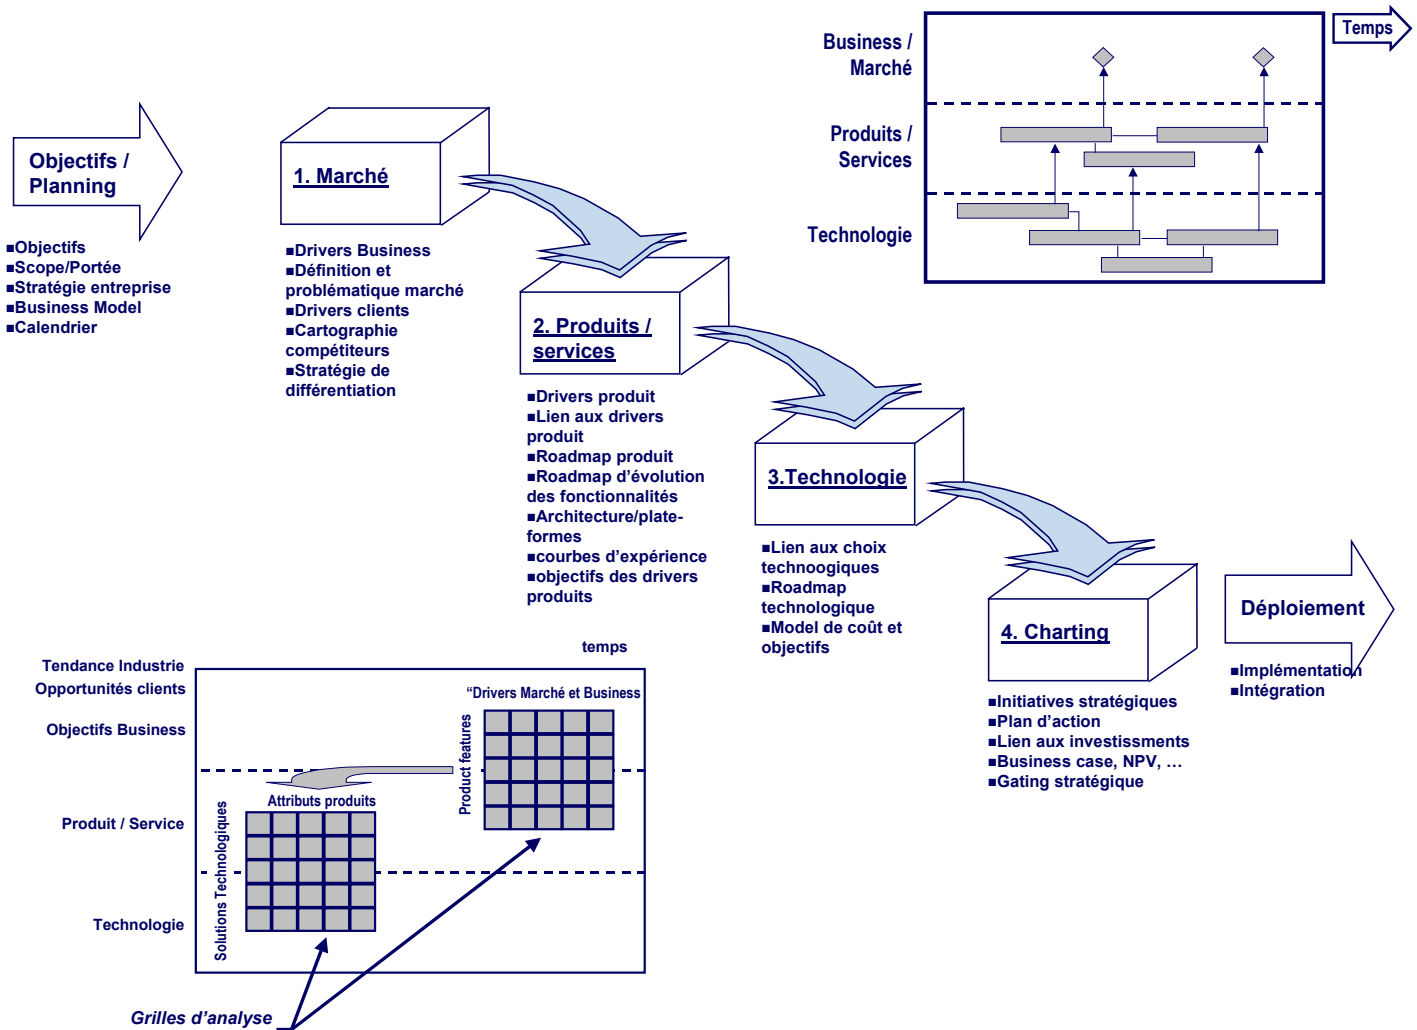 Temps
Business /
Marché
Produits /
Services
Technologie
Objectifs /
Planning
■Objectifs
■Scope/Portée
■Stratégie entreprise
■Business Model
■Calendrier
1. Marché
■Drivers Business
■Définition et
problématique marché
■Drivers clients
■Cartographie
compétiteurs
■Stratégie de
différentiation
2. Produits /
services
■Drivers produit
■Lien aux drivers
produit
■Roadmap produit
■Roadmap d’évolution
des fonctionnalités
■Architecture/plate-
formes
■courbes d’expérience
■objectifs des drivers
produits
3.Technologie
■Lien aux choix
technoogiques
■Roadmap
technologique
■Model de coût et
objectifs
4. Charting
■Initiatives stratégiques
■Plan d’action
■Lien aux investissments
■Business case, NPV, …
■Gating stratégique
Déploiement
■Implémentation
■Intégration
temps
Tendance Industrie
Opportunités clients
Objectifs Business
Produit / Service
Technologie
“Drivers Marché et Business
Product features
Attributs produits
Solutions Technologiques
Grilles d’analyse